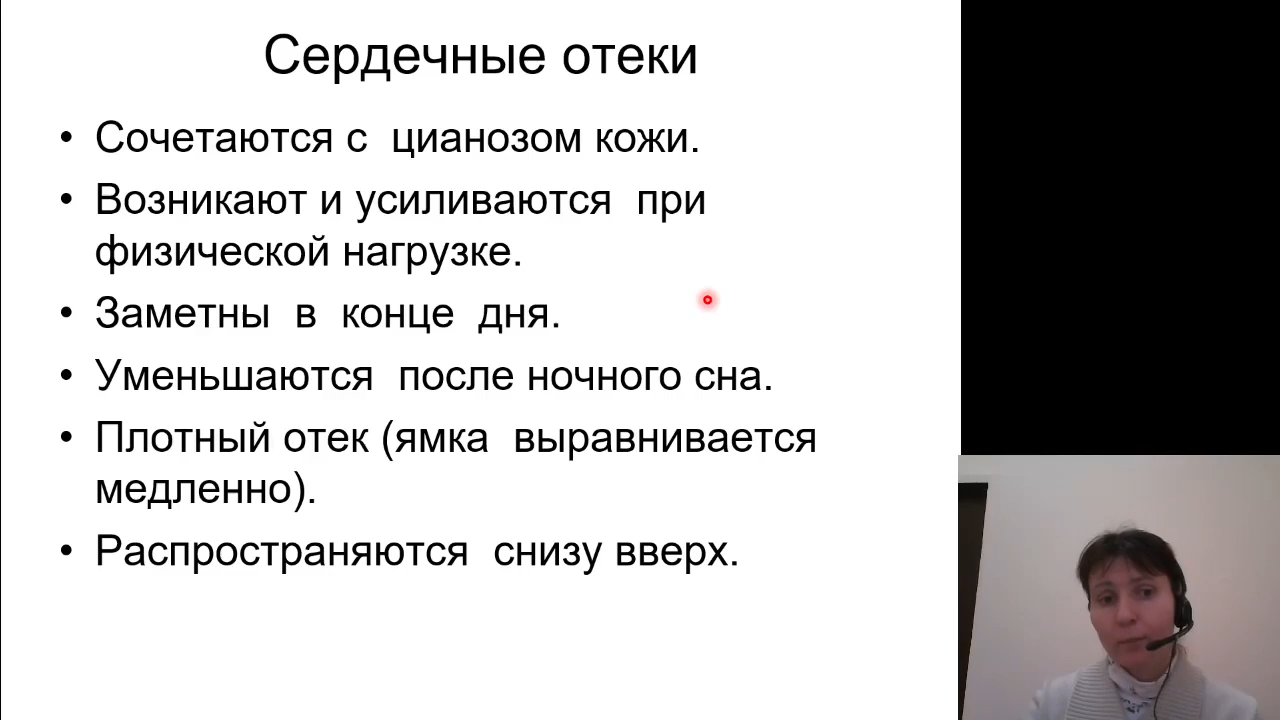 Сердечные отеки
• Сочетаются с цианозом кожи.
• Возникают и усиливаются при
физической нагрузке.
• Заметны в конце дня.
• Уменьшаются после ночного сна.
• Плотный отек (ямка выравнивается
медленно).
• Распространяются снизу вверх.